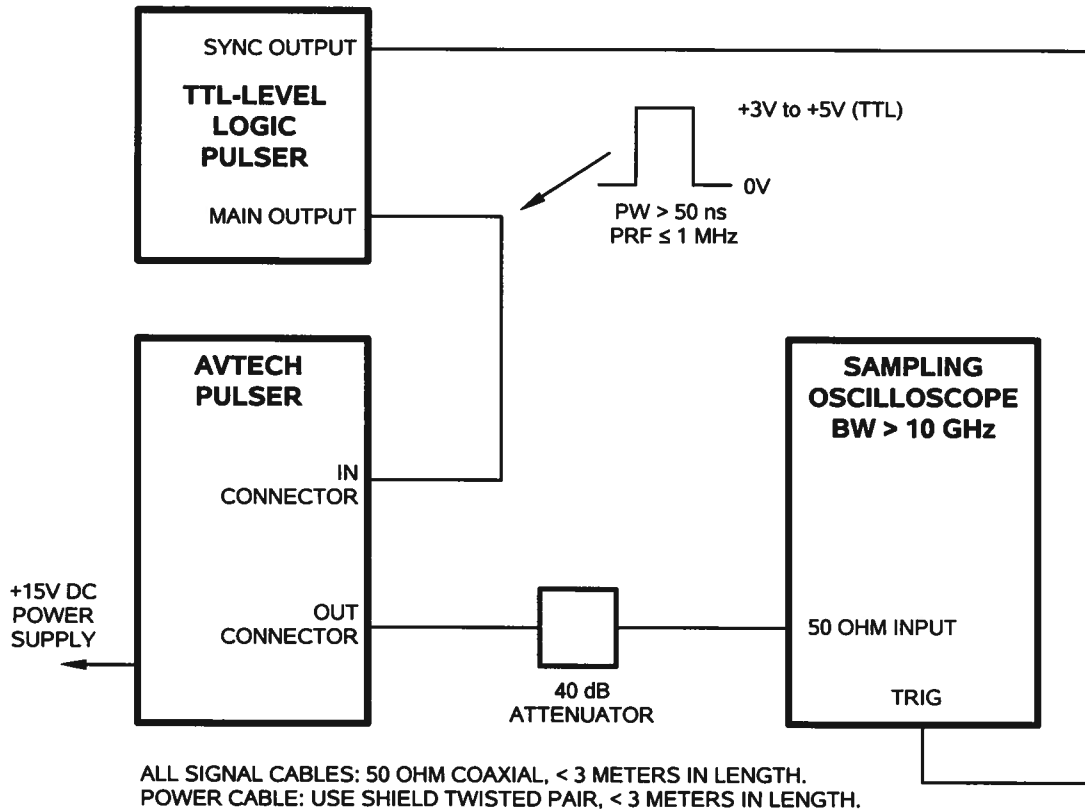 SYNC OUTPUT
TTL-LEVEL
LOGIC
PULSER
MAIN OUTPUT
+3V to +5V (TTL)
0V
PW > 50 ns
PRF ≤ 1 MHz
AVTECH
PULSER
IN
CONNECTOR
OUT
CONNECTOR
+15V DC
POWER
SUPPLY
40 dB
ATTENUATOR
SAMPLING
OSCILLOSCOPE
BW > 10 GHz
50 OHM INPUT
TRIG
ALL SIGNAL CABLES: 50 OHM COAXIAL, < 3 METERS IN LENGTH.
POWER CABLE: USE SHIELD TWISTED PAIR, < 3 METERS IN LENGTH.